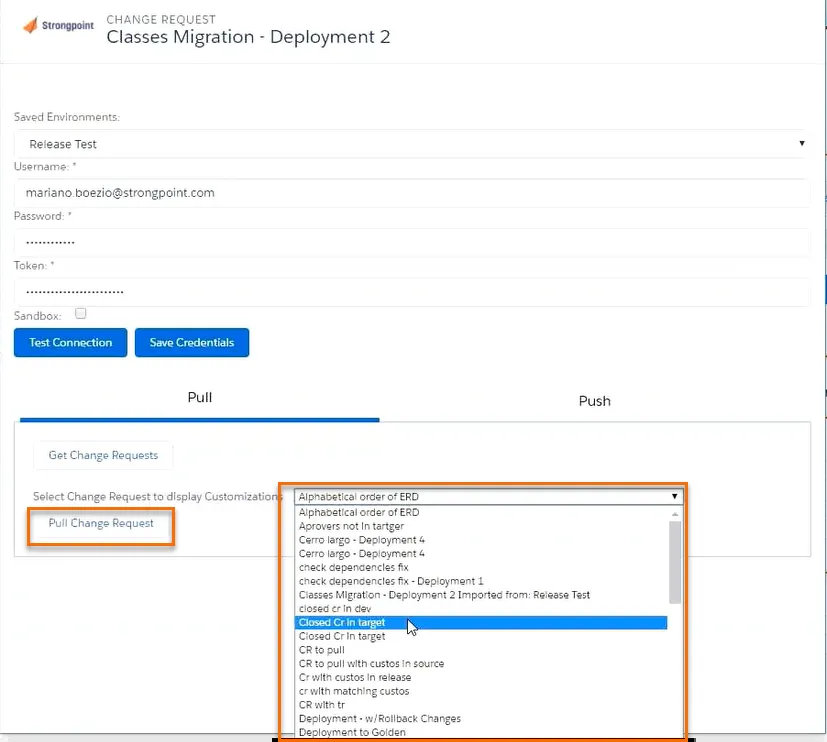 Strongpoint
CHANGE REQUEST
Classes Migration - Deployment 2
Saved Environments:
Release Test
Username: *
mariano.boezio@strongpoint.com
Password: *
Token: *
Sandbox:
Test Connection
Save Credentials
Pull
Push
Get Change Requests
Select Change Request to display Customizations
Alphabetical order of ERD
Pull Change Request
Alphabetical order of ERD
Aprovers not in tartger
Cerro largo - Deployment 4
Cerro largo - Deployment 4
check dependencies fix
check dependencies fix - Deployment 1
Classes Migration - Deployment 2 Imported from: Release Test
closed cr in dev
Closed Cr in target
Closed Cr in target
CR to pull
CR to pull with custos in source
Cr with custos in release
cr with matching custos
CR with tr
Deployment - w/Rollback Changes
Deployment to Golden